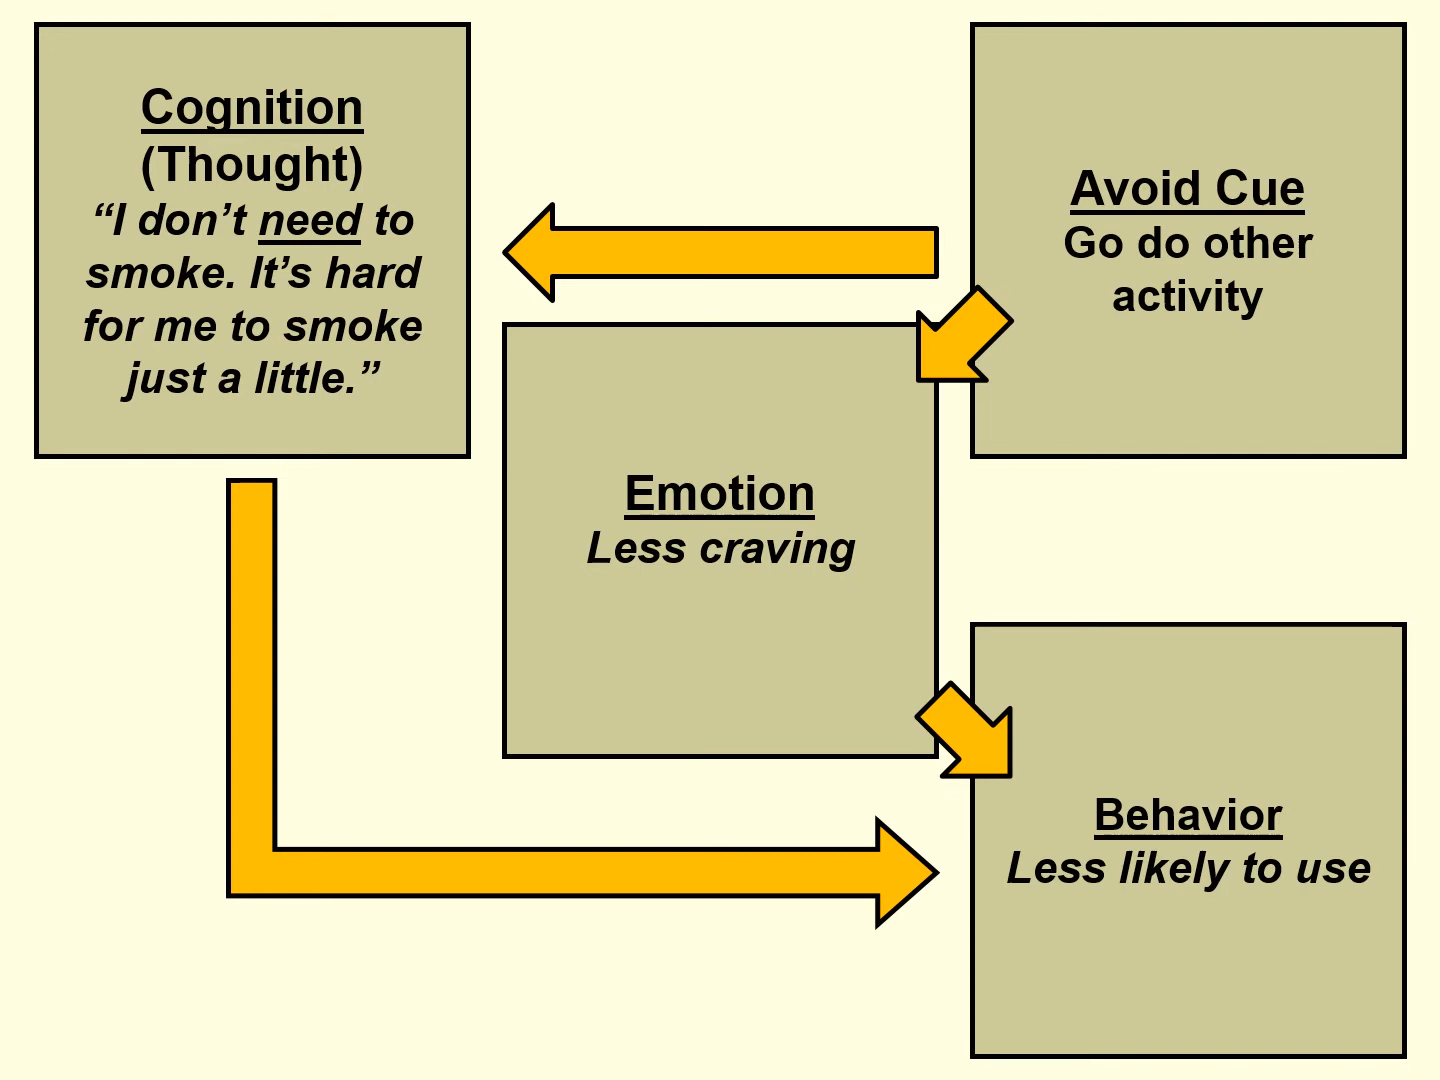 Cognition
(Thought)
“I don’t need to
smoke. It’s hard
for me to smoke
just a little.”
Avoid Cue
Go do other
activity
Emotion
Less craving
Behavior
Less likely to use